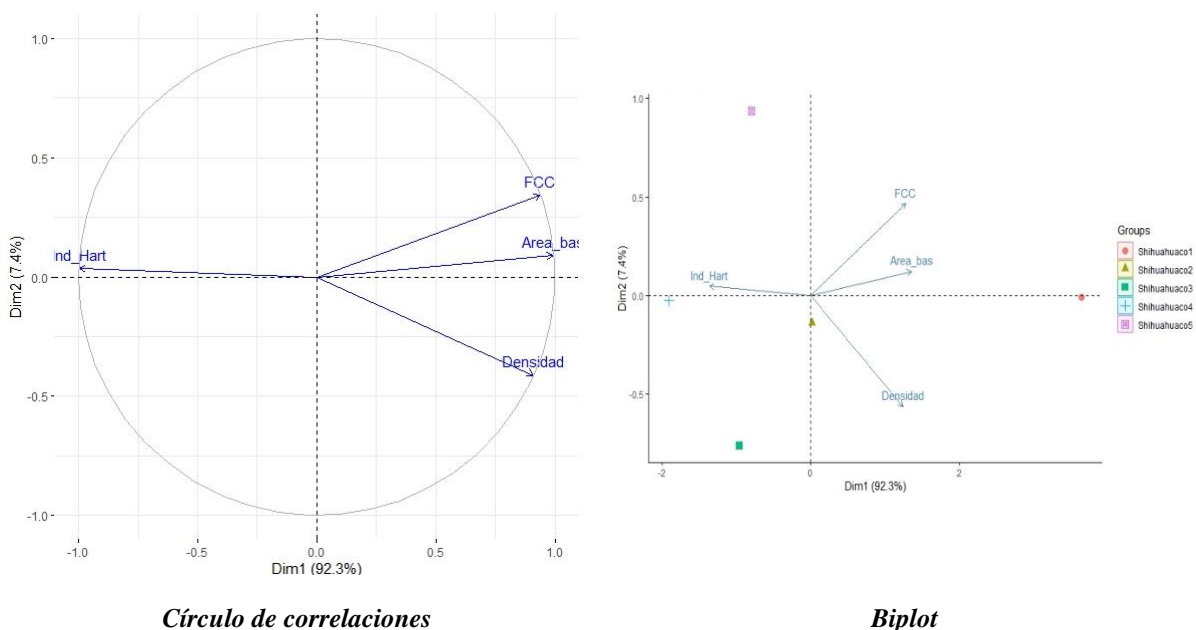 1.0
0.5
0.0
-0.5
-1.0
Dim2 (7.4%)
FCC
Area_bas
Ind_Hart
Densidad
-1.0
-0.5
0.0
0.5
1.0
Dim1 (92.3%)
Círculo de correlaciones
1.0
0.5
0.0
-0.5
Dim2 (7.4%)
FCC
Area_bas
Ind_Hart
Densidad
-2
0
2
Dim1 (92.3%)
Groups
Shihuahuaco1
Shihuahuaco2
Shihuahuaco3
Shihuahuaco4
Shihuahuaco5
Biplot